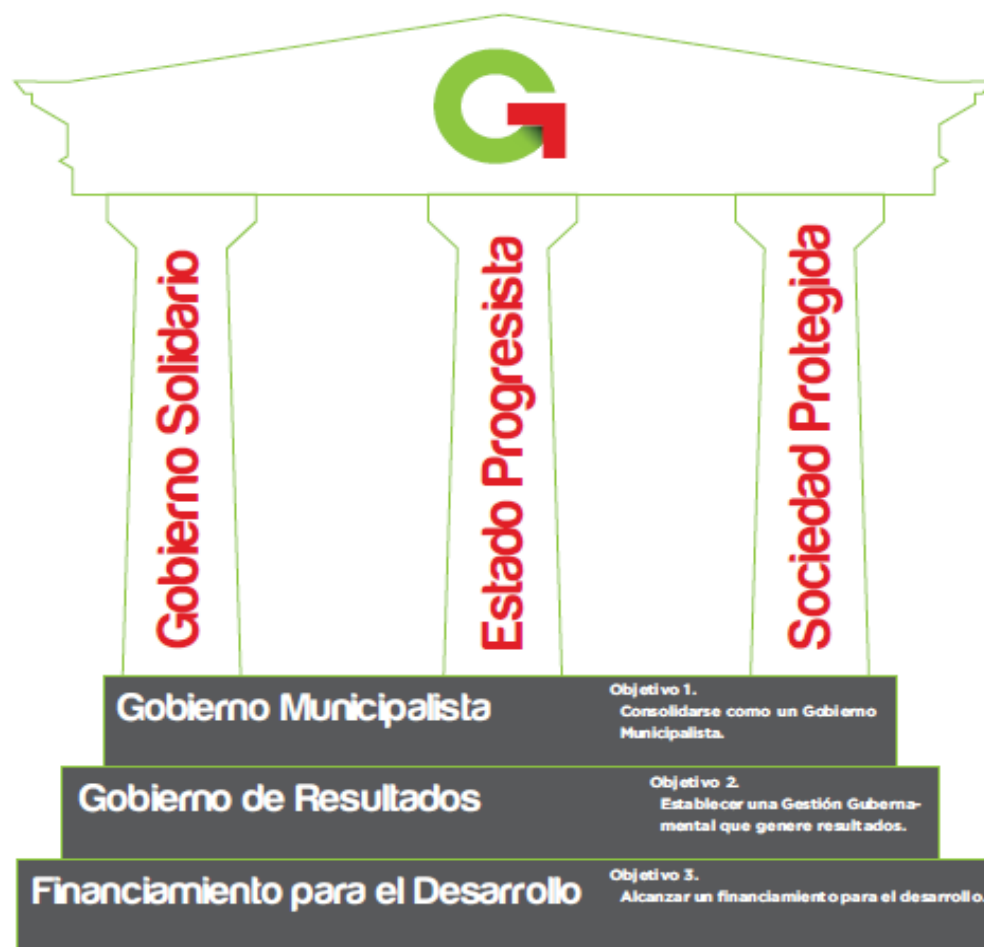 G
Gobierno Solidario
Estado Progresista
Sociedad Protegida
Gobierno Municipalista
Objetivo 1.
Consolidarse como un Gobierno
Municipalista.
Gobierno de Resultados
Objetivo 2.
Establecer una Gestión Guberna-
mental que genere resultados.
Financiamiento para el Desarrollo
Objetivo 3.
Alcanzar un financiamiento para el desarrollo.